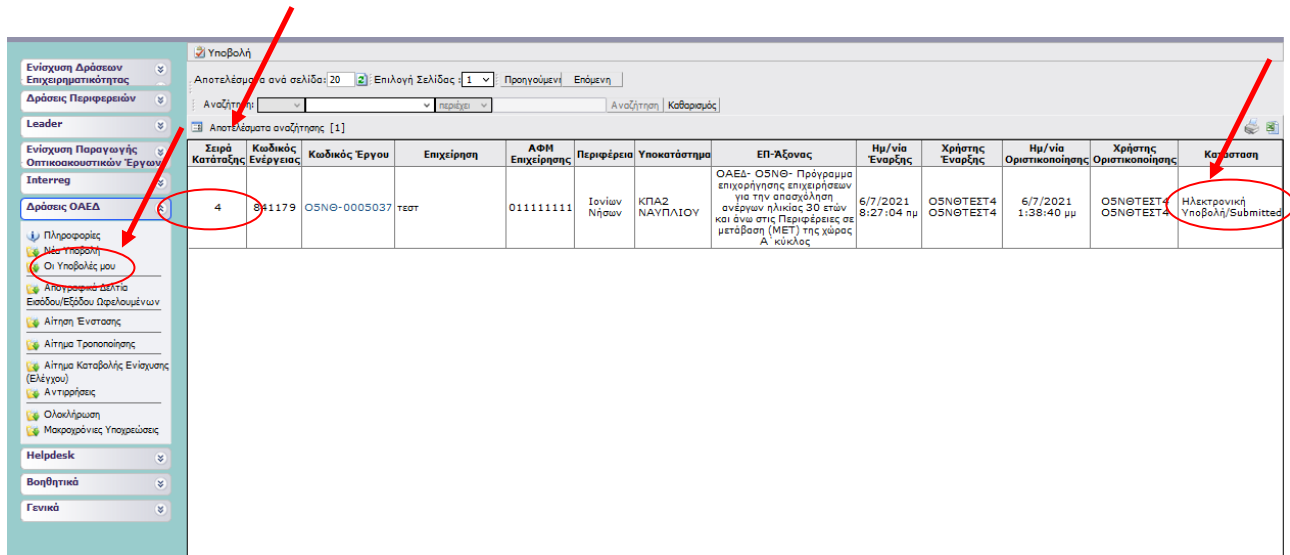 Υποβολή
Ενίσχυση Δράσεων
Επιχειρηματικότητας
Δράσεις Περιφερειών
Leader
Ενίσχυση Παραγωγής
Οπτικοακουστικών Έργων
Interreg
Δράσεις ΟΑΕΔ
Πληροφορίες
Νέα Υποβολή
Οι Υποβολές μου
Απογραφικά Δελτία
Εισόδου/Εξόδου Ωφελουμένων
Αίτηση Ένστασης
Αίτημα Τροποποίησης
Αίτημα Καταβολής Ενίσχυσης
(Ελέγχου)
Αντιρρήσεις
Ολοκλήρωση
Μακροχρόνιες Υποχρεώσεις
Helpdesk
Βοηθητικά
Γενικά
Αποτελέσματα ανά σελίδα: 20 Επιλογή Σελίδας : 1 Προηγούμενη Επόμενη
Αναζήτηση: περιέχει Αναζήτηση Καθαρισμός
Αποτελέσματα αναζήτησης [1]
Σειρά Κατάταξης Κωδικός Ενέργειας Κωδικός Έργου Επιχείρηση ΑΦΜ Επιχείρησης Περιφέρεια Υποκατάστημα ΕΠ-Άξονας Ημ/νία Έναρξης Χρήστης Έναρξης Ημ/νία Οριστικοποίησης Χρήστης Οριστικοποίησης Κατάσταση
4 841179 Ο5ΝΘ-0005037 τεστ 011111111 Ιονίων Νήσων ΚΠΑ2 ΝΑΥΠΛΙΟΥ
ΟΑΕΔ- Ο5ΝΘ- Πρόγραμμα
επιχορήγησης επιχειρήσεων
για την απασχόληση
ανέργων ηλικίας 30 ετών
και άνω στις Περιφέρειες σε
μετάβαση (ΜΕΤ) της χώρας
Α΄ κύκλος
6/7/2021 8:27:04 πμ Ο5ΝΘΤΕΣΤ4 Ο5ΝΘΤΕΣΤ4 6/7/2021 1:38:40 μμ Ο5ΝΘΤΕΣΤ4 Ο5ΝΘΤΕΣΤ4 Ηλεκτρονική Υποβολή/Submitted